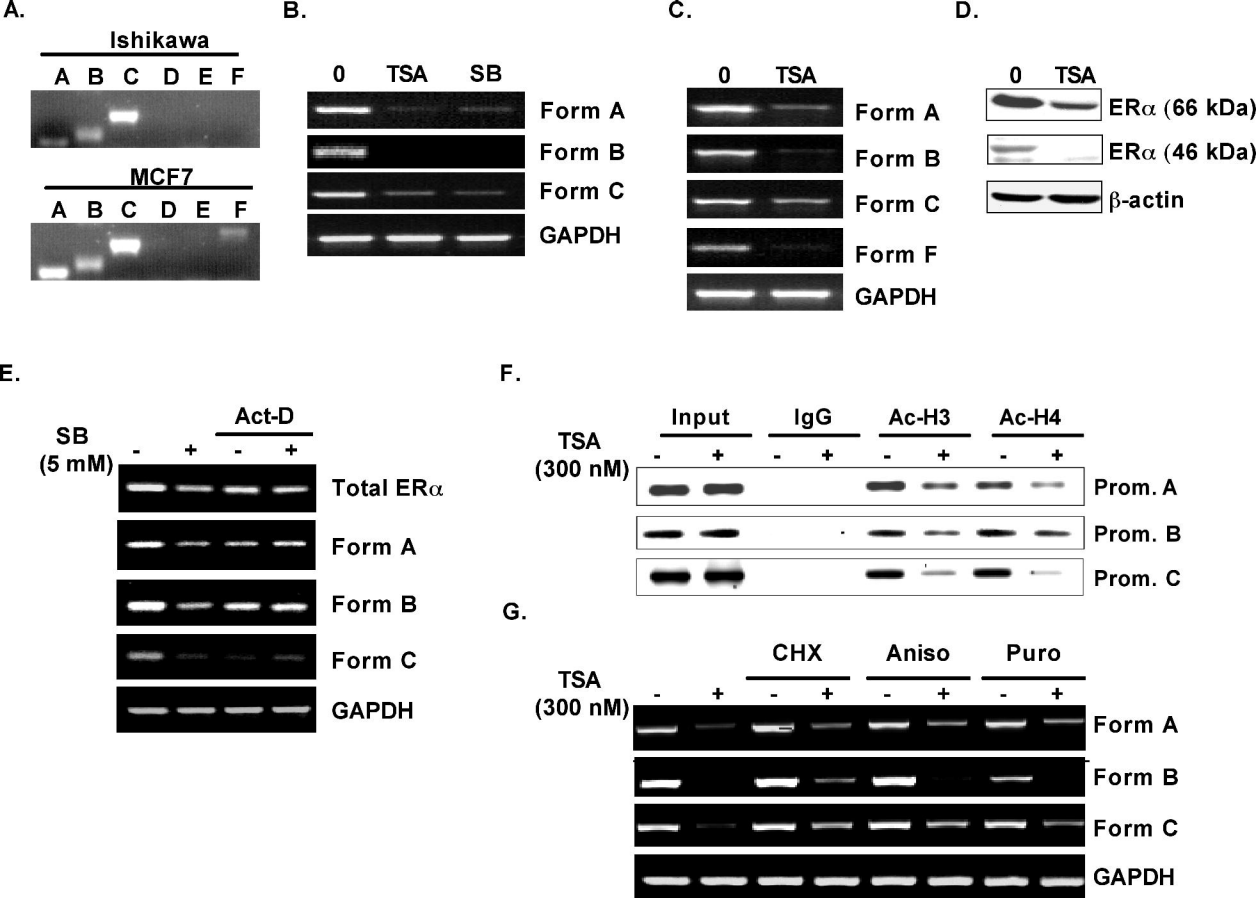 A.
Ishikawa
A B C D E F
MCF7
A B C D E F
B.
0 TSA SB
Form A
Form B
Form C
GAPDH
C.
0 TSA
Form A
Form B
Form C
Form F
GAPDH
D.
0 TSA
ERα (66 kDa)
ERα (46 kDa)
β-actin
E.
Act-D
SB
(5 mM)
- + - +
Total ERα
Form A
Form B
Form C
GAPDH
F.
Input IgG Ac-H3 Ac-H4
TSA
(300 nM)
- + - + - + - +
Prom. A
Prom. B
Prom. C
G.
CHX Aniso Puro
TSA
(300 nM)
- + - + - + - +
Form A
Form B
Form C
GAPDH